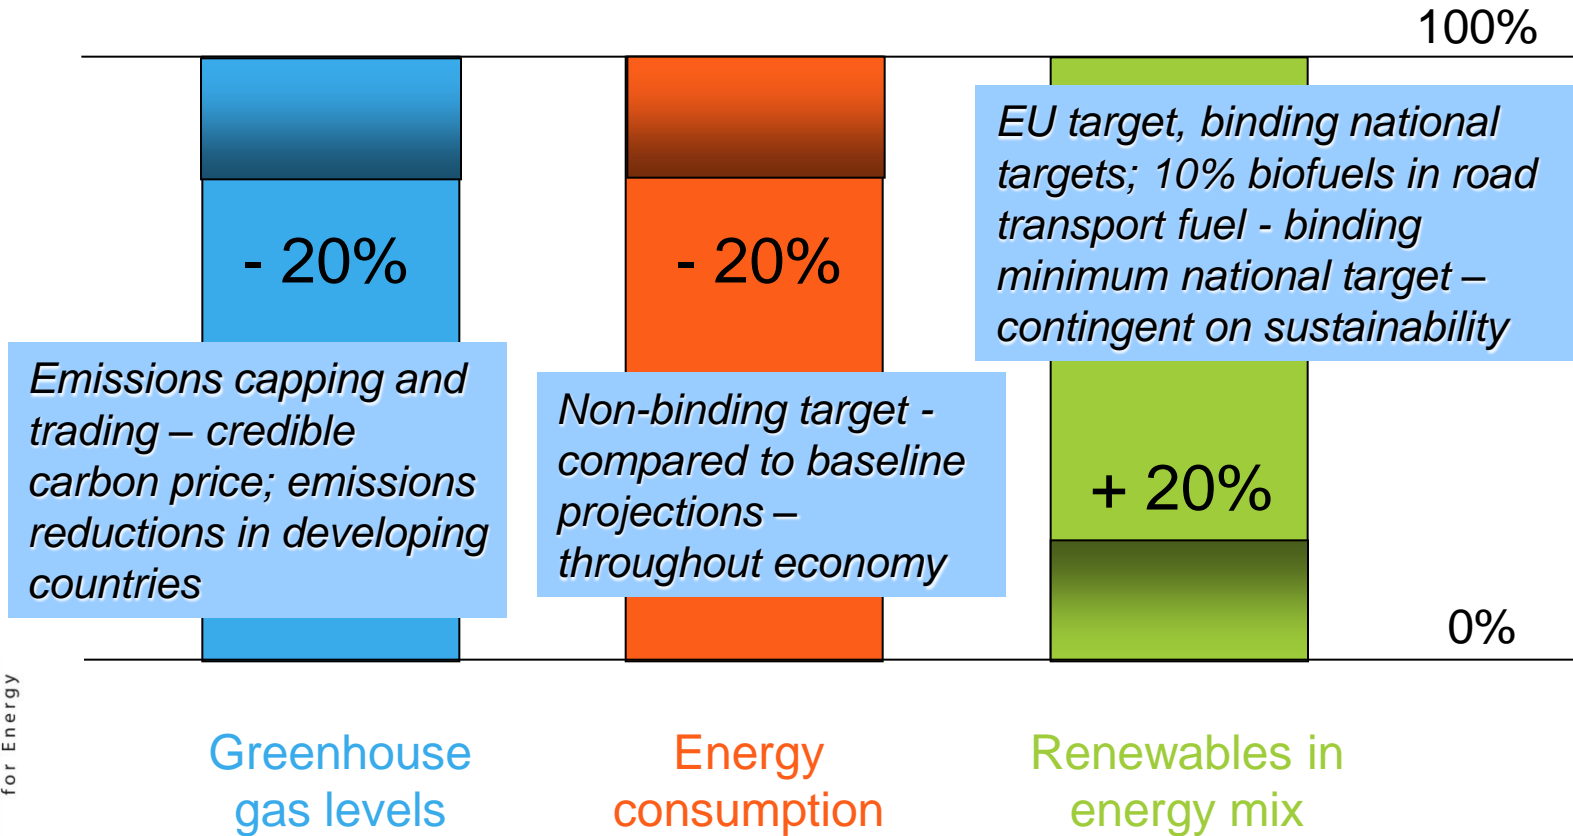 100%
- 20%
Emissions capping and
trading – credible
carbon price; emissions
reductions in developing
countries
- 20%
Non-binding target -
compared to baseline
projections –
throughout economy
EU target, binding national
targets; 10% biofuels in road
transport fuel - binding
minimum national target –
contingent on sustainability
+ 20%
0%
for Energy
Greenhouse
gas levels
Energy
consumption
Renewables in
energy mix